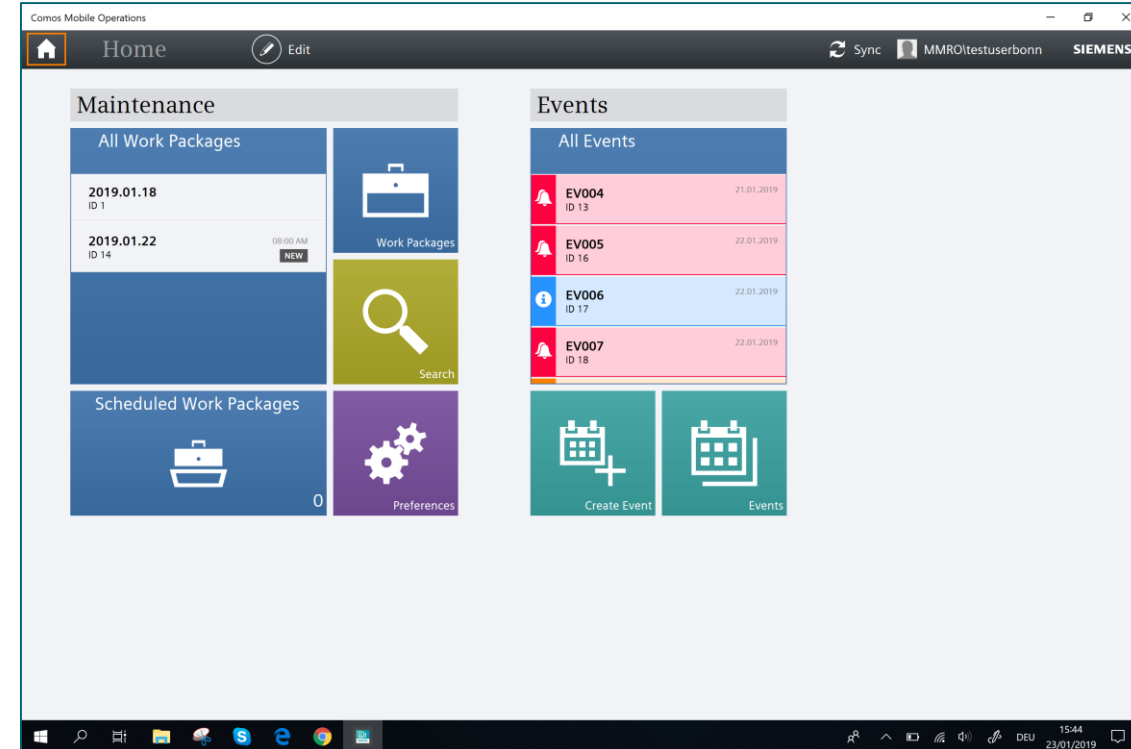 Comos Mobile Operations
Home
Edit
Sync
MMRO\testuserbonn
SIEMENS
Maintenance
All Work Packages
2019.01.18
ID 1
2019.01.22
08:00 AM
ID 14
NEW
Work Packages
Search
Scheduled Work Packages
0
Preferences
Events
All Events
EV004
21.01.2019
ID 13
EV005
22.01.2019
ID 16
EV006
22.01.2019
ID 17
EV007
22.01.2019
ID 18
Create Event
Events
DEU
15:44
23/01/2019